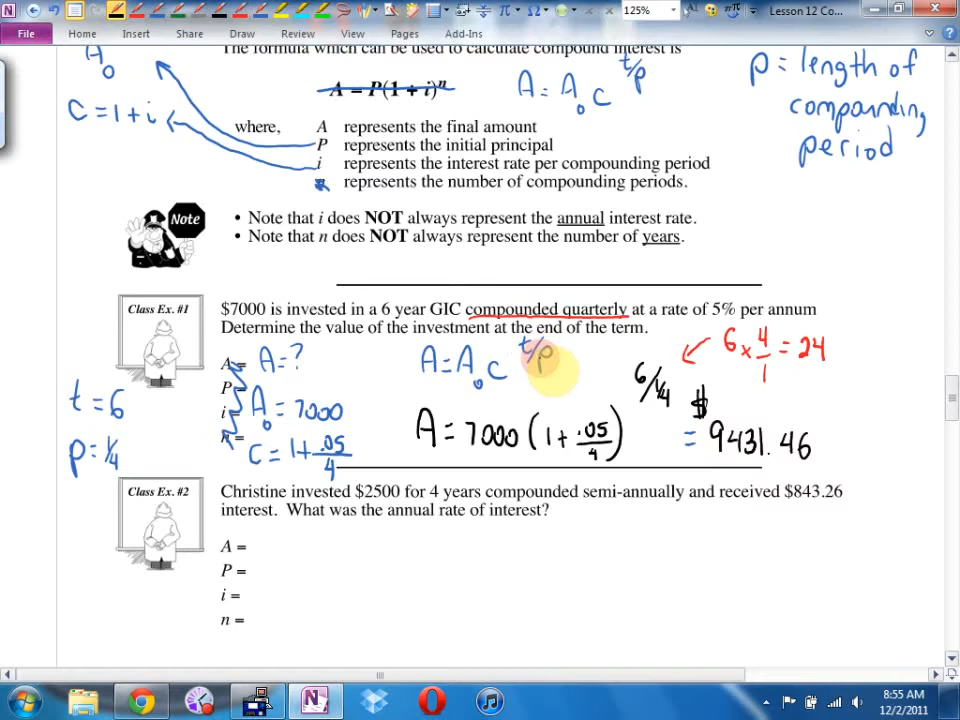 125%
Lesson 12 Co...
File Home Insert Share Draw Review View Pages Add-Ins
The formula which can be used to calculate compound interest is
A₀
A = P(1 + i)ⁿ
A = A₀ C t/p
p = length of
compounding
period
C = 1 + i
where, A represents the final amount
P represents the initial principal
i represents the interest rate per compounding period
represents the number of compounding periods.
Note
• Note that i does NOT always represent the annual interest rate.
• Note that n does NOT always represent the number of years.
Class Ex. #1
$7000 is invested in a 6 year GIC compounded quarterly at a rate of 5% per annum
Determine the value of the investment at the end of the term.
6 × 4/1 = 24
A =
A = ?
A = A₀ C t/p
P =
t = 6
i =
A₀ = 7000
A = 7000 (1 + .05/4) 6/1/4
$
= 9431.46
n =
p = 1/4
C = 1 + .05/4
Class Ex. #2
Christine invested $2500 for 4 years compounded semi-annually and received $843.26
interest. What was the annual rate of interest?
A =
P =
i =
n =
8:55 AM
12/2/2011